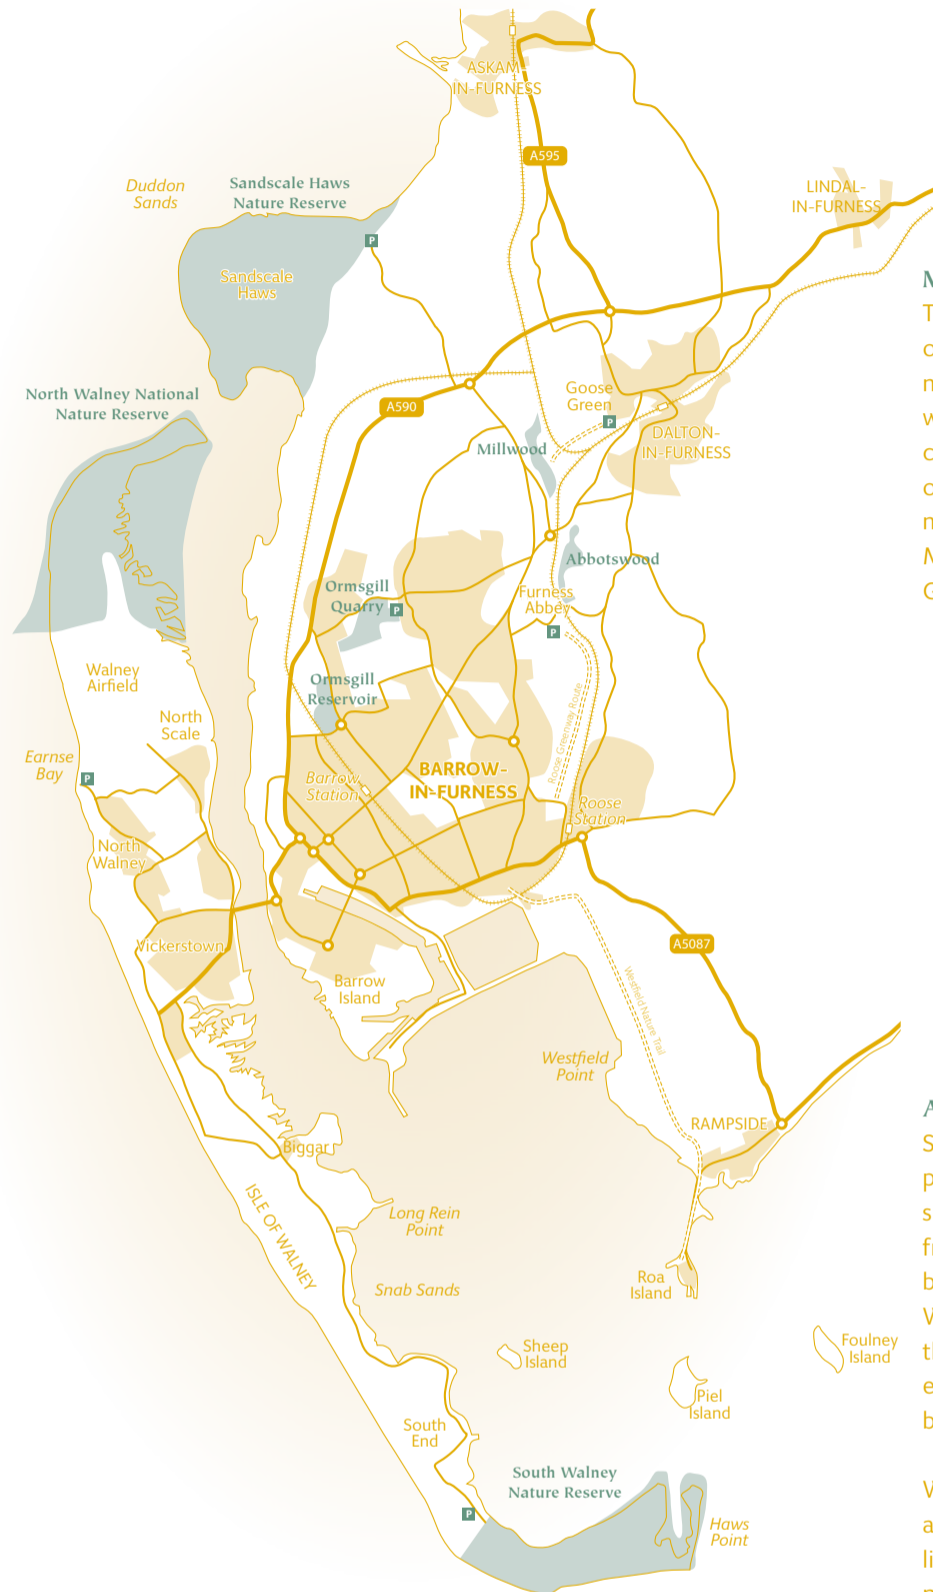 ASKAM-
IN-FURNESS
A595
LINDAL-
IN-FURNESS
Duddon
Sands
Sandscale Haws
Nature Reserve
P
Sandscale
Haws
North Walney National
Nature Reserve
A590
Goose
Green
P
DALTON-
IN-FURNESS
Millwood
Abbotswood
Ormsgill
Quarry
P
Furness
Abbey
P
Walney
Airfield
Ormsgill
Reservoir
North
Scale
Roose Greenway Route
Earnse
Bay
P
Barrow
Station
BARROW-
IN-FURNESS
Roose
Station
North
Walney
Vickerstown
A5087
Barrow
Island
Westfield Nature Trail
Westfield
Point
RAMPSIDE
Biggar
ISLE OF WALNEY
Long Rein
Point
Snab Sands
Roa
Island
Sheep
Island
Foulney
Island
Piel
Island
South
End
South Walney
Nature Reserve
P
Haws
Point